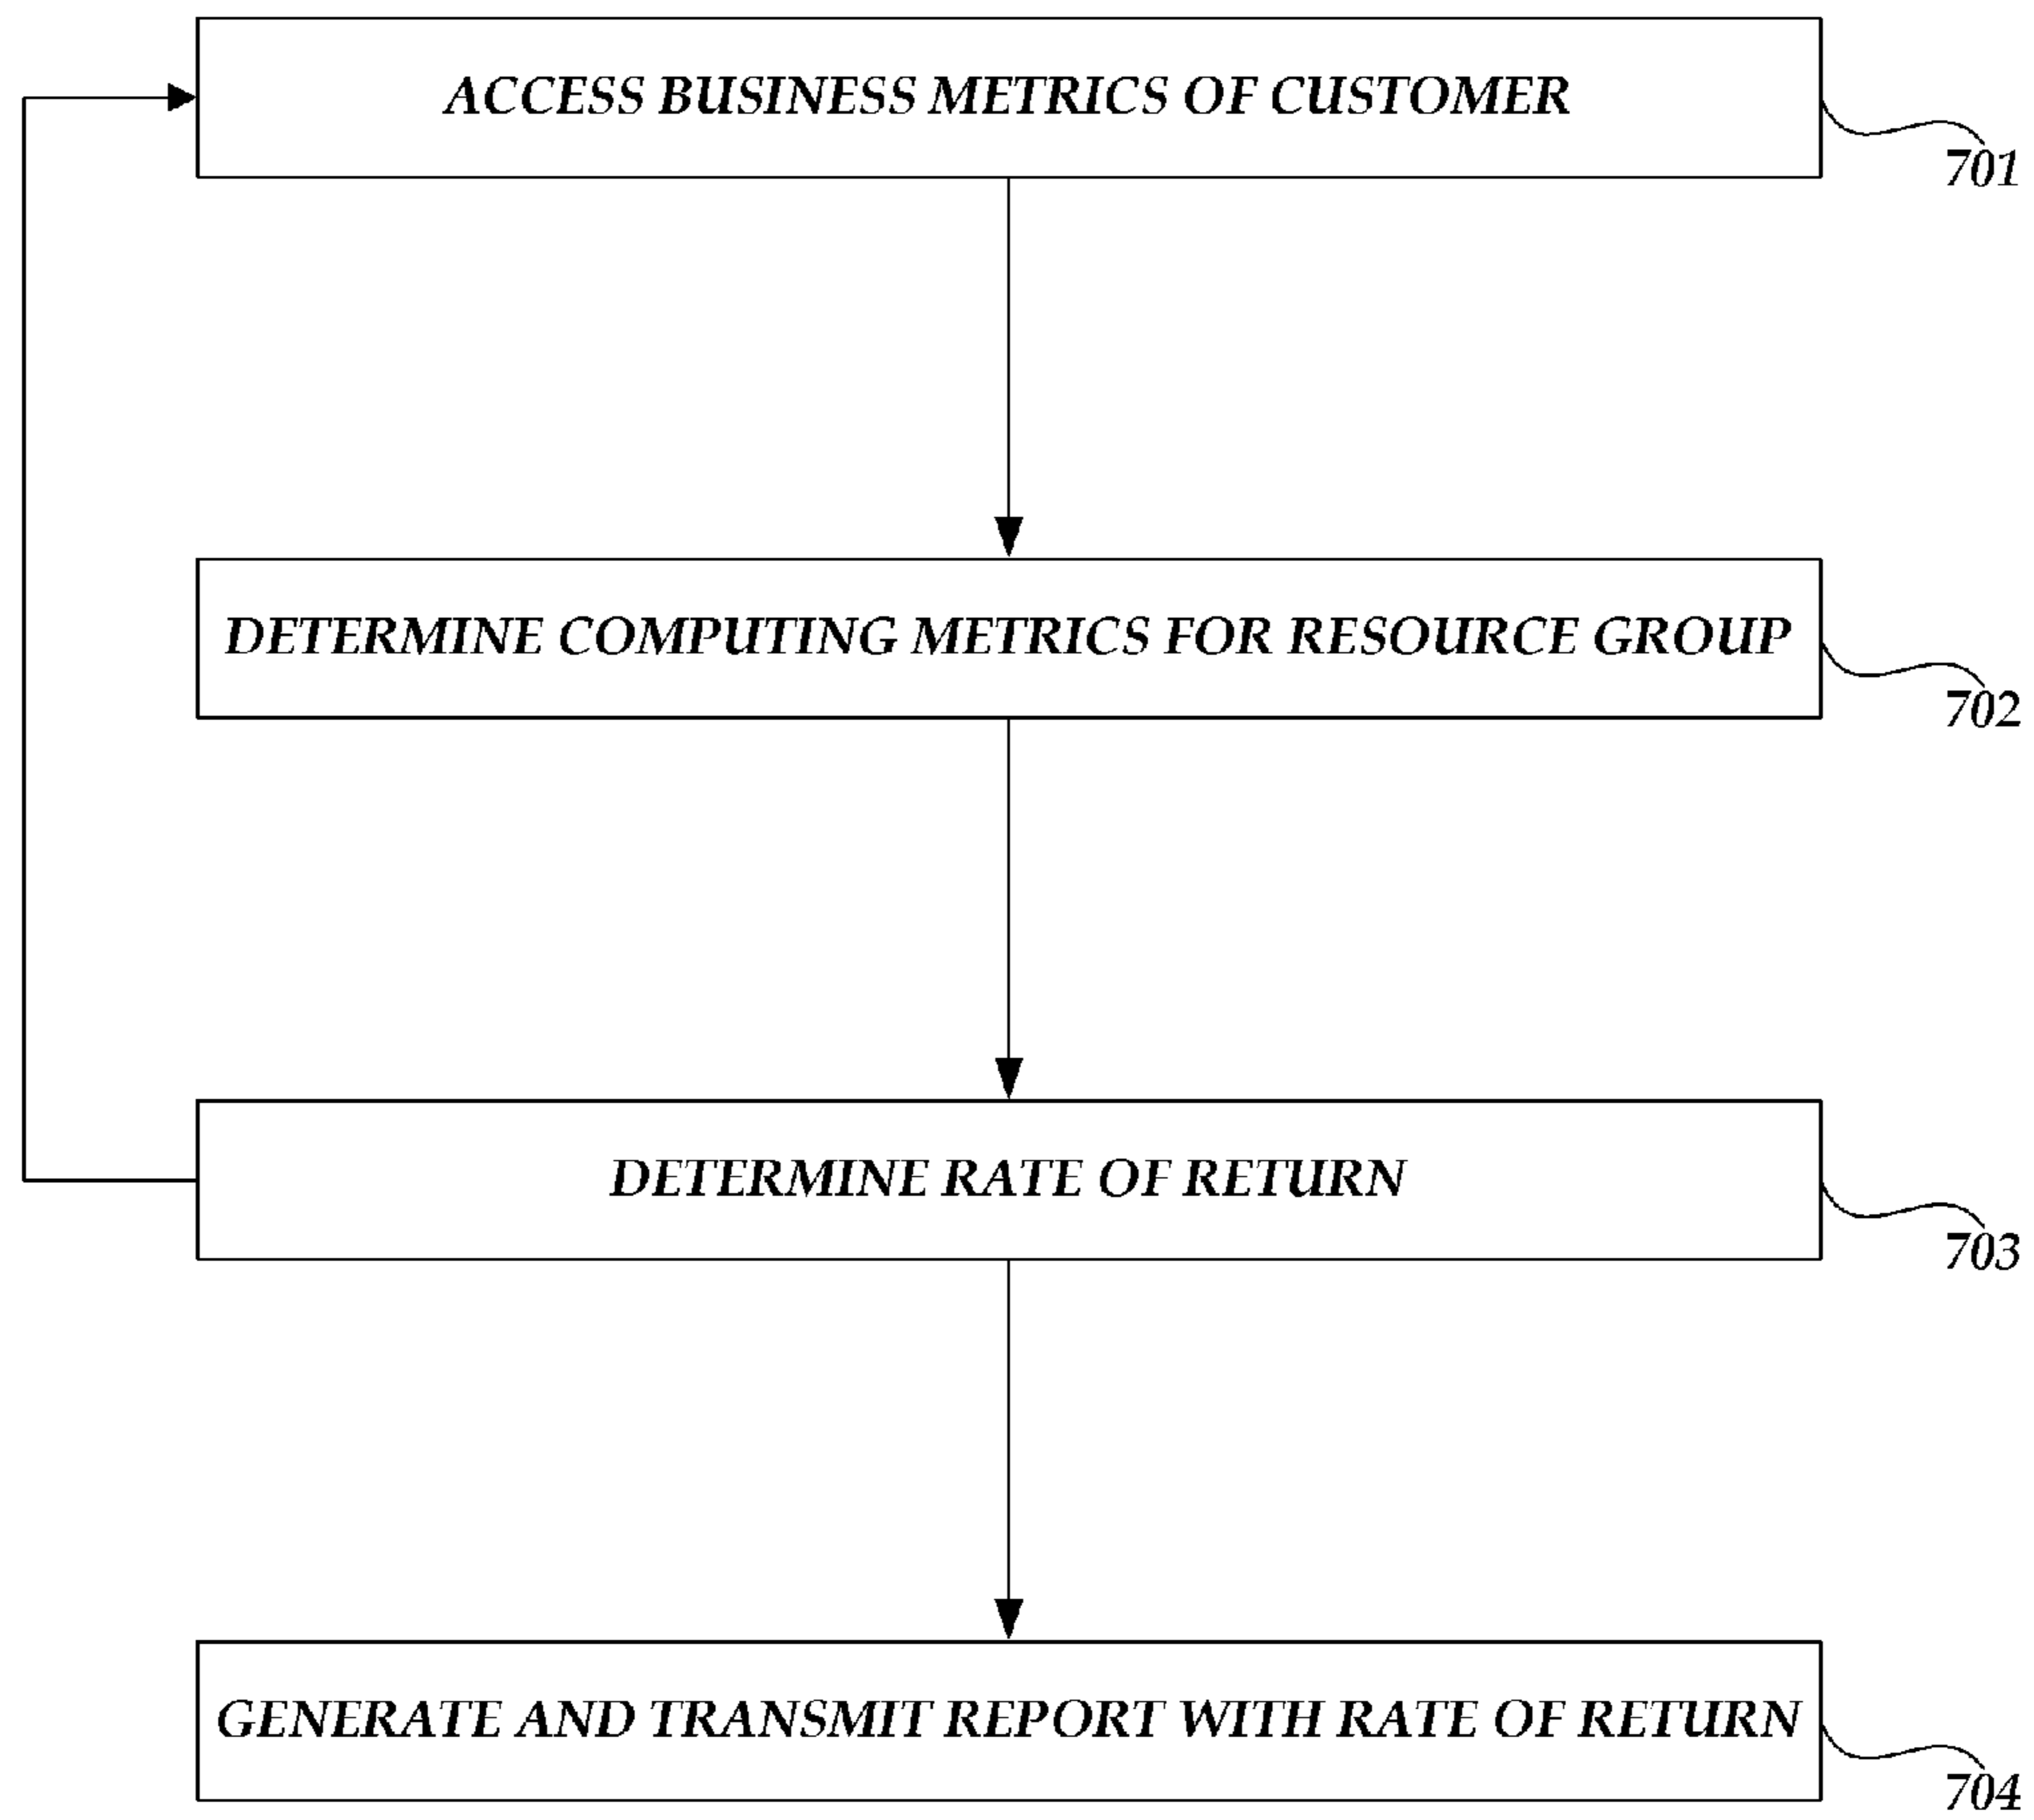 ACCESS BUSINESS METRICS OF CUSTOMER
701
DETERMINE COMPUTING METRICS FOR RESOURCE GROUP
702
DETERMINE RATE OF RETURN
703
GENERATE AND TRANSMIT REPORT WITH RATE OF RETURN
704